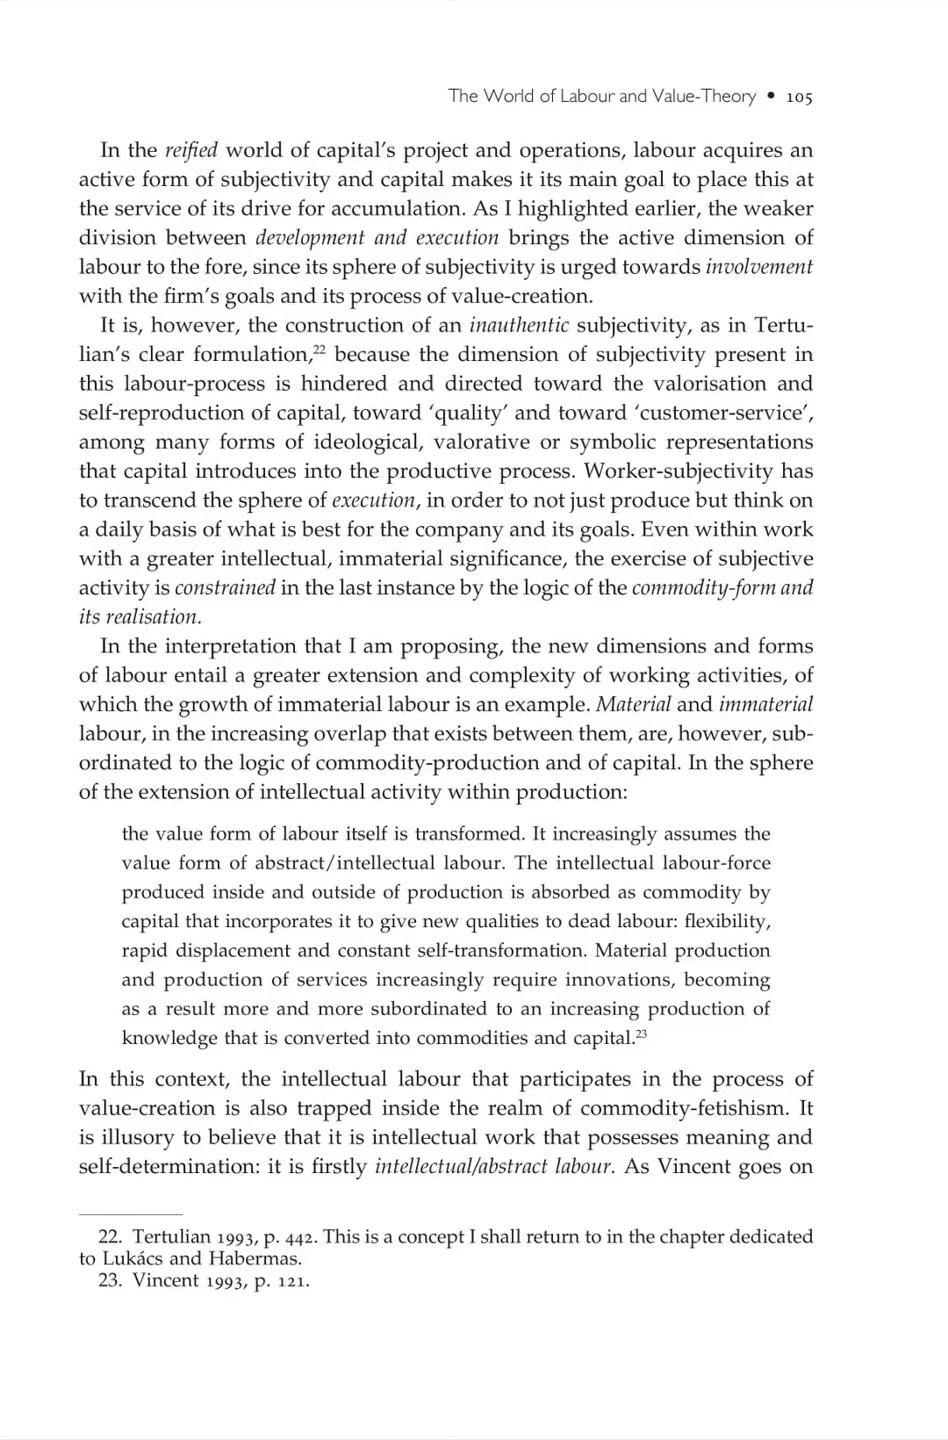 The World of Labour and Value-Theory • 105
In the reified world of capital’s project and operations, labour acquires an
active form of subjectivity and capital makes it its main goal to place this at
the service of its drive for accumulation. As I highlighted earlier, the weaker
division between development and execution brings the active dimension of
labour to the fore, since its sphere of subjectivity is urged towards involvement
with the firm’s goals and its process of value-creation.
It is, however, the construction of an inauthentic subjectivity, as in Tertu-
lian’s clear formulation,22 because the dimension of subjectivity present in
this labour-process is hindered and directed toward the valorisation and
self-reproduction of capital, toward ‘quality’ and toward ‘customer-service’,
among many forms of ideological, valorative or symbolic representations
that capital introduces into the productive process. Worker-subjectivity has
to transcend the sphere of execution, in order to not just produce but think on
a daily basis of what is best for the company and its goals. Even within work
with a greater intellectual, immaterial significance, the exercise of subjective
activity is constrained in the last instance by the logic of the commodity-form and
its realisation.
In the interpretation that I am proposing, the new dimensions and forms
of labour entail a greater extension and complexity of working activities, of
which the growth of immaterial labour is an example. Material and immaterial
labour, in the increasing overlap that exists between them, are, however, sub-
ordinated to the logic of commodity-production and of capital. In the sphere
of the extension of intellectual activity within production:
the value form of labour itself is transformed. It increasingly assumes the
value form of abstract/intellectual labour. The intellectual labour-force
produced inside and outside of production is absorbed as commodity by
capital that incorporates it to give new qualities to dead labour: flexibility,
rapid displacement and constant self-transformation. Material production
and production of services increasingly require innovations, becoming
as a result more and more subordinated to an increasing production of
knowledge that is converted into commodities and capital.23
In this context, the intellectual labour that participates in the process of
value-creation is also trapped inside the realm of commodity-fetishism. It
is illusory to believe that it is intellectual work that possesses meaning and
self-determination: it is firstly intellectual/abstract labour. As Vincent goes on
22. Tertulian 1993, p. 442. This is a concept I shall return to in the chapter dedicated
to Lukács and Habermas.
23. Vincent 1993, p. 121.